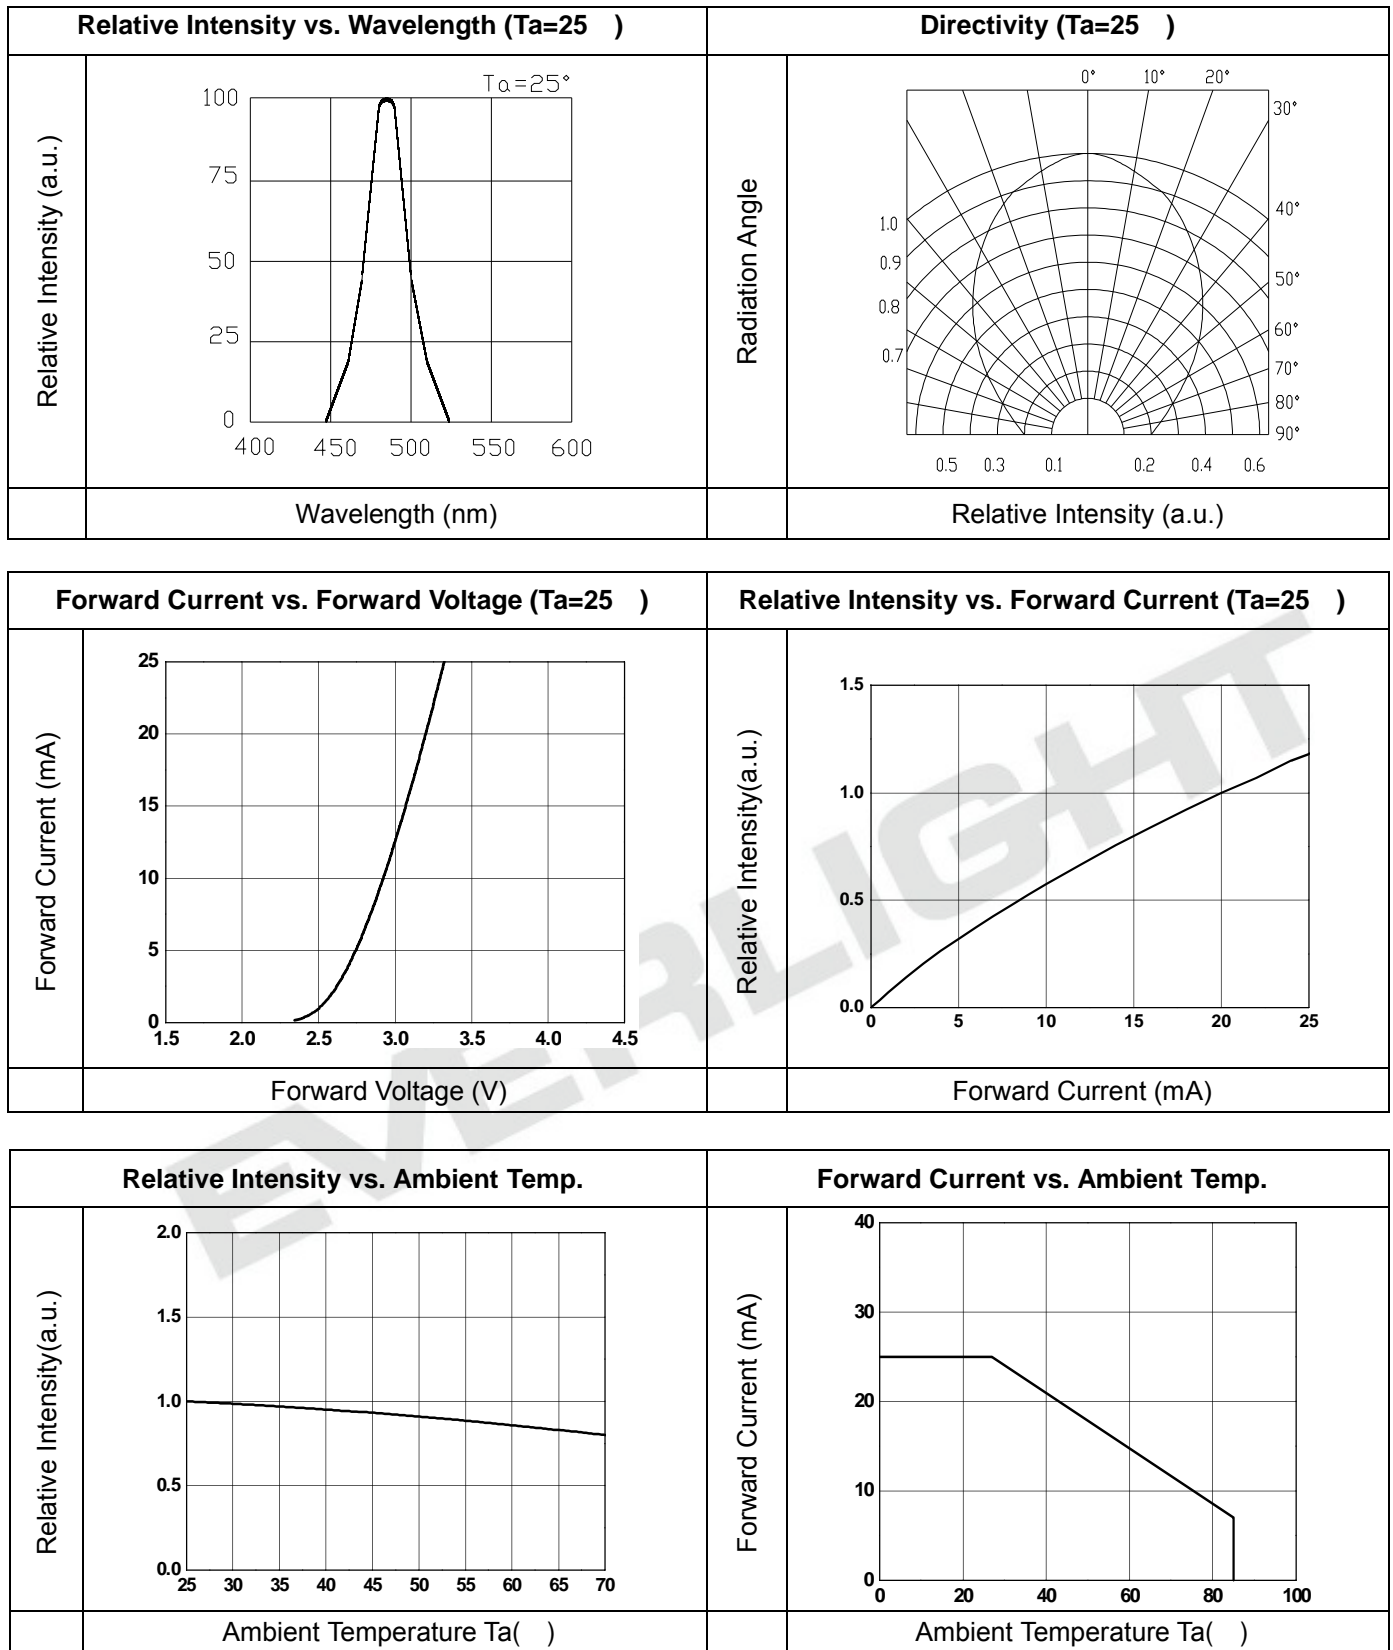 Relative Intensity vs. Wavelength (Ta=25 )
Directivity (Ta=25 )
Relative Intensity (a.u.)
Ta=25°
100
75
50
25
0
400 450 500 550 600
Wavelength (nm)
Radiation Angle
0° 10° 20°
30°
40°
50°
60°
70°
80°
90°
1.0
0.9
0.8
0.7
0.5 0.3 0.1 0.2 0.4 0.6
Relative Intensity (a.u.)
Forward Current vs. Forward Voltage (Ta=25 )
Relative Intensity vs. Forward Current (Ta=25 )
Forward Current (mA)
25
20
15
10
5
0
1.5 2.0 2.5 3.0 3.5 4.0 4.5
Forward Voltage (V)
Relative Intensity(a.u.)
1.5
1.0
0.5
0.0
0 5 10 15 20 25
Forward Current (mA)
EVERLIGHT
Relative Intensity vs. Ambient Temp.
Forward Current vs. Ambient Temp.
Relative Intensity(a.u.)
2.0
1.5
1.0
0.5
0.0
25 30 35 40 45 50 55 60 65 70
Ambient Temperature Ta( )
Forward Current (mA)
40
30
20
10
0
0 20 40 60 80 100
Ambient Temperature Ta( )